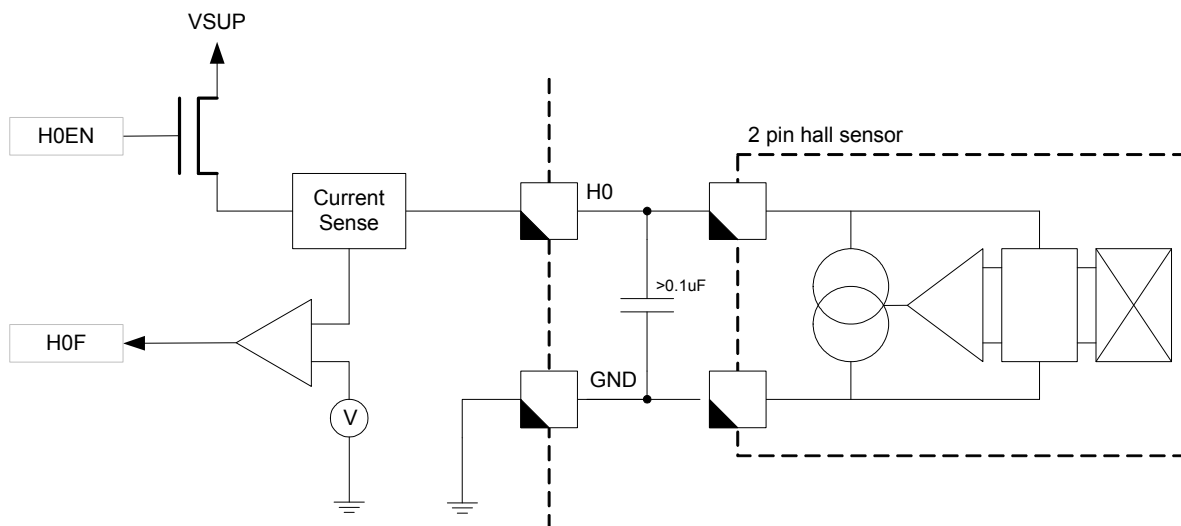 VSUP
H0EN
2 pin hall sensor
H0
Current
Sense
>0.1uF
H0F
GND
V